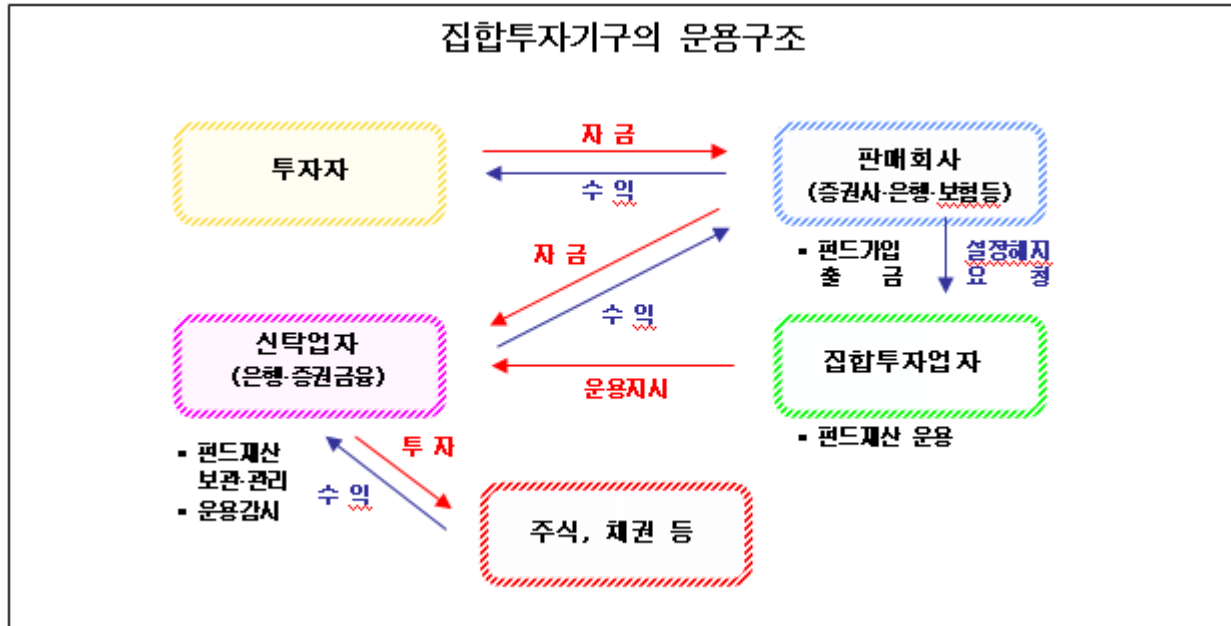 집합투자기구의 운용구조
투자자
자 금
수 익
판매회사
(증권사·은행·보험등)
자 금
수 익
▪ 펀드가입
출 금
설정해지
요 청
신탁업자
(은행·증권금융)
운용지시
집합투자업자
▪ 펀드재산
보관·관리
▪ 운용감시
투 자
수 익
▪ 펀드재산 운용
주식, 채권 등